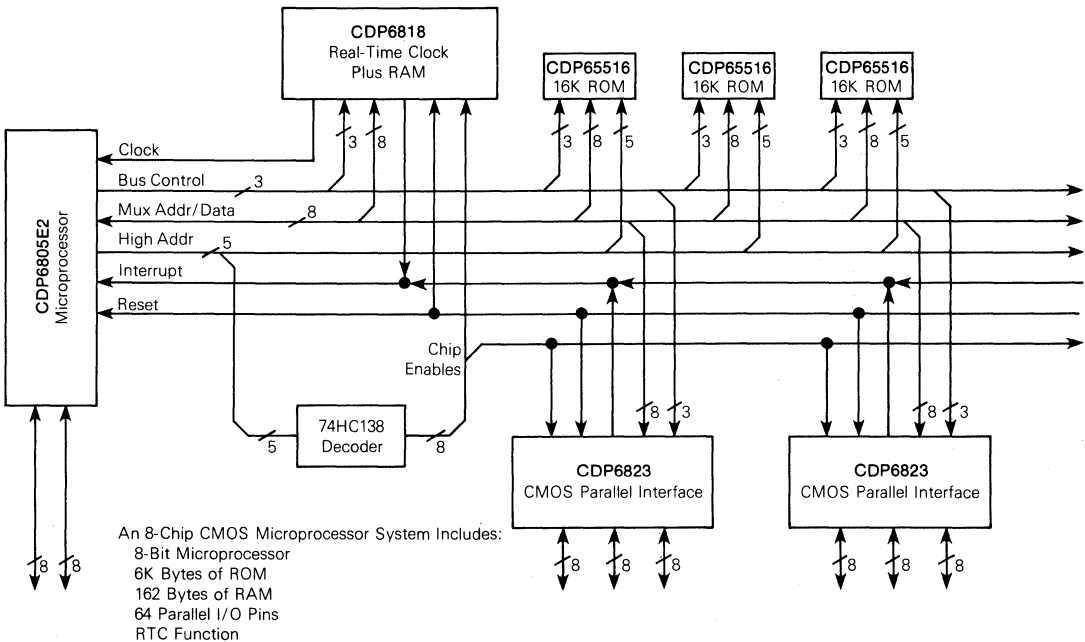 CDP6818
Real-Time Clock
Plus RAM
CDP65516
16K ROM
CDP65516
16K ROM
CDP65516
16K ROM
3
8
3
8
5
3
8
5
3
8
5
CDP6805E2
Microprocessor
Clock
Bus Control
3
Mux Addr/Data
8
High Addr
5
Interrupt
Reset
Chip
Enables
74HC138
Decoder
5
8
8
3
8
3
CDP6823
CMOS Parallel Interface
CDP6823
CMOS Parallel Interface
8
8
8
8
8
8
8
8
An 8-Chip CMOS Microprocessor System Includes:
8-Bit Microprocessor
6K Bytes of ROM
162 Bytes of RAM
64 Parallel I/O Pins
RTC Function